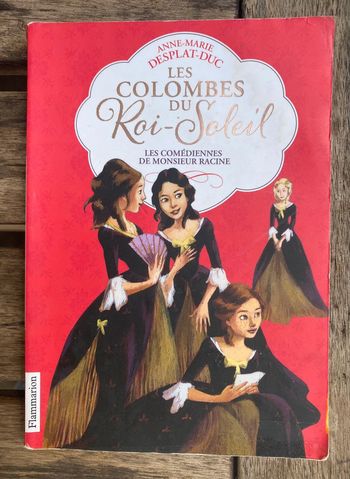 ANNE-MARIE
DESPLAT-DUC
LES
COLOMBES
DU
Roi-Soleil
LES COMÉDIENNES
DE MONSIEUR RACINE
Flammarion